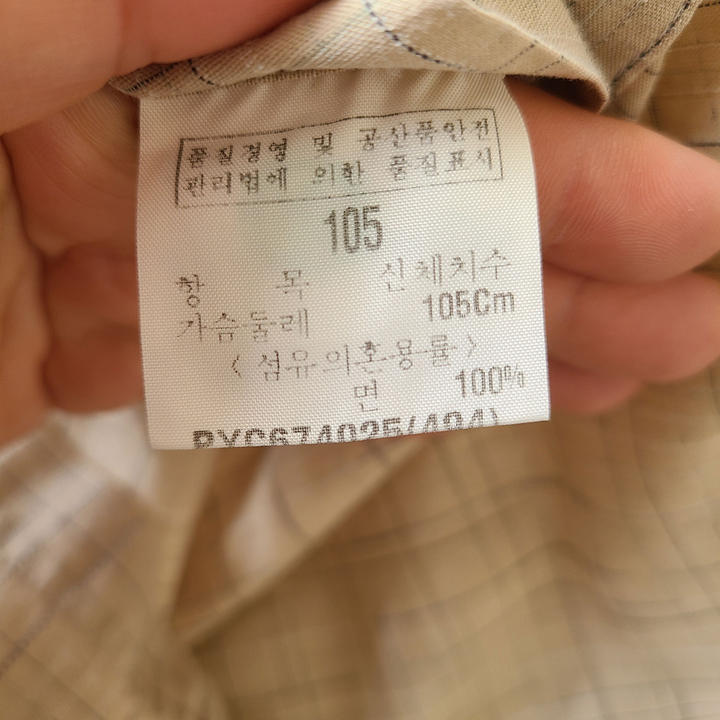 품질경영 및 공산품안전
관리법에 의한 품질표시
105
항 목 신체치수
가슴둘레 105Cm
<섬유의혼용률>
면 100%